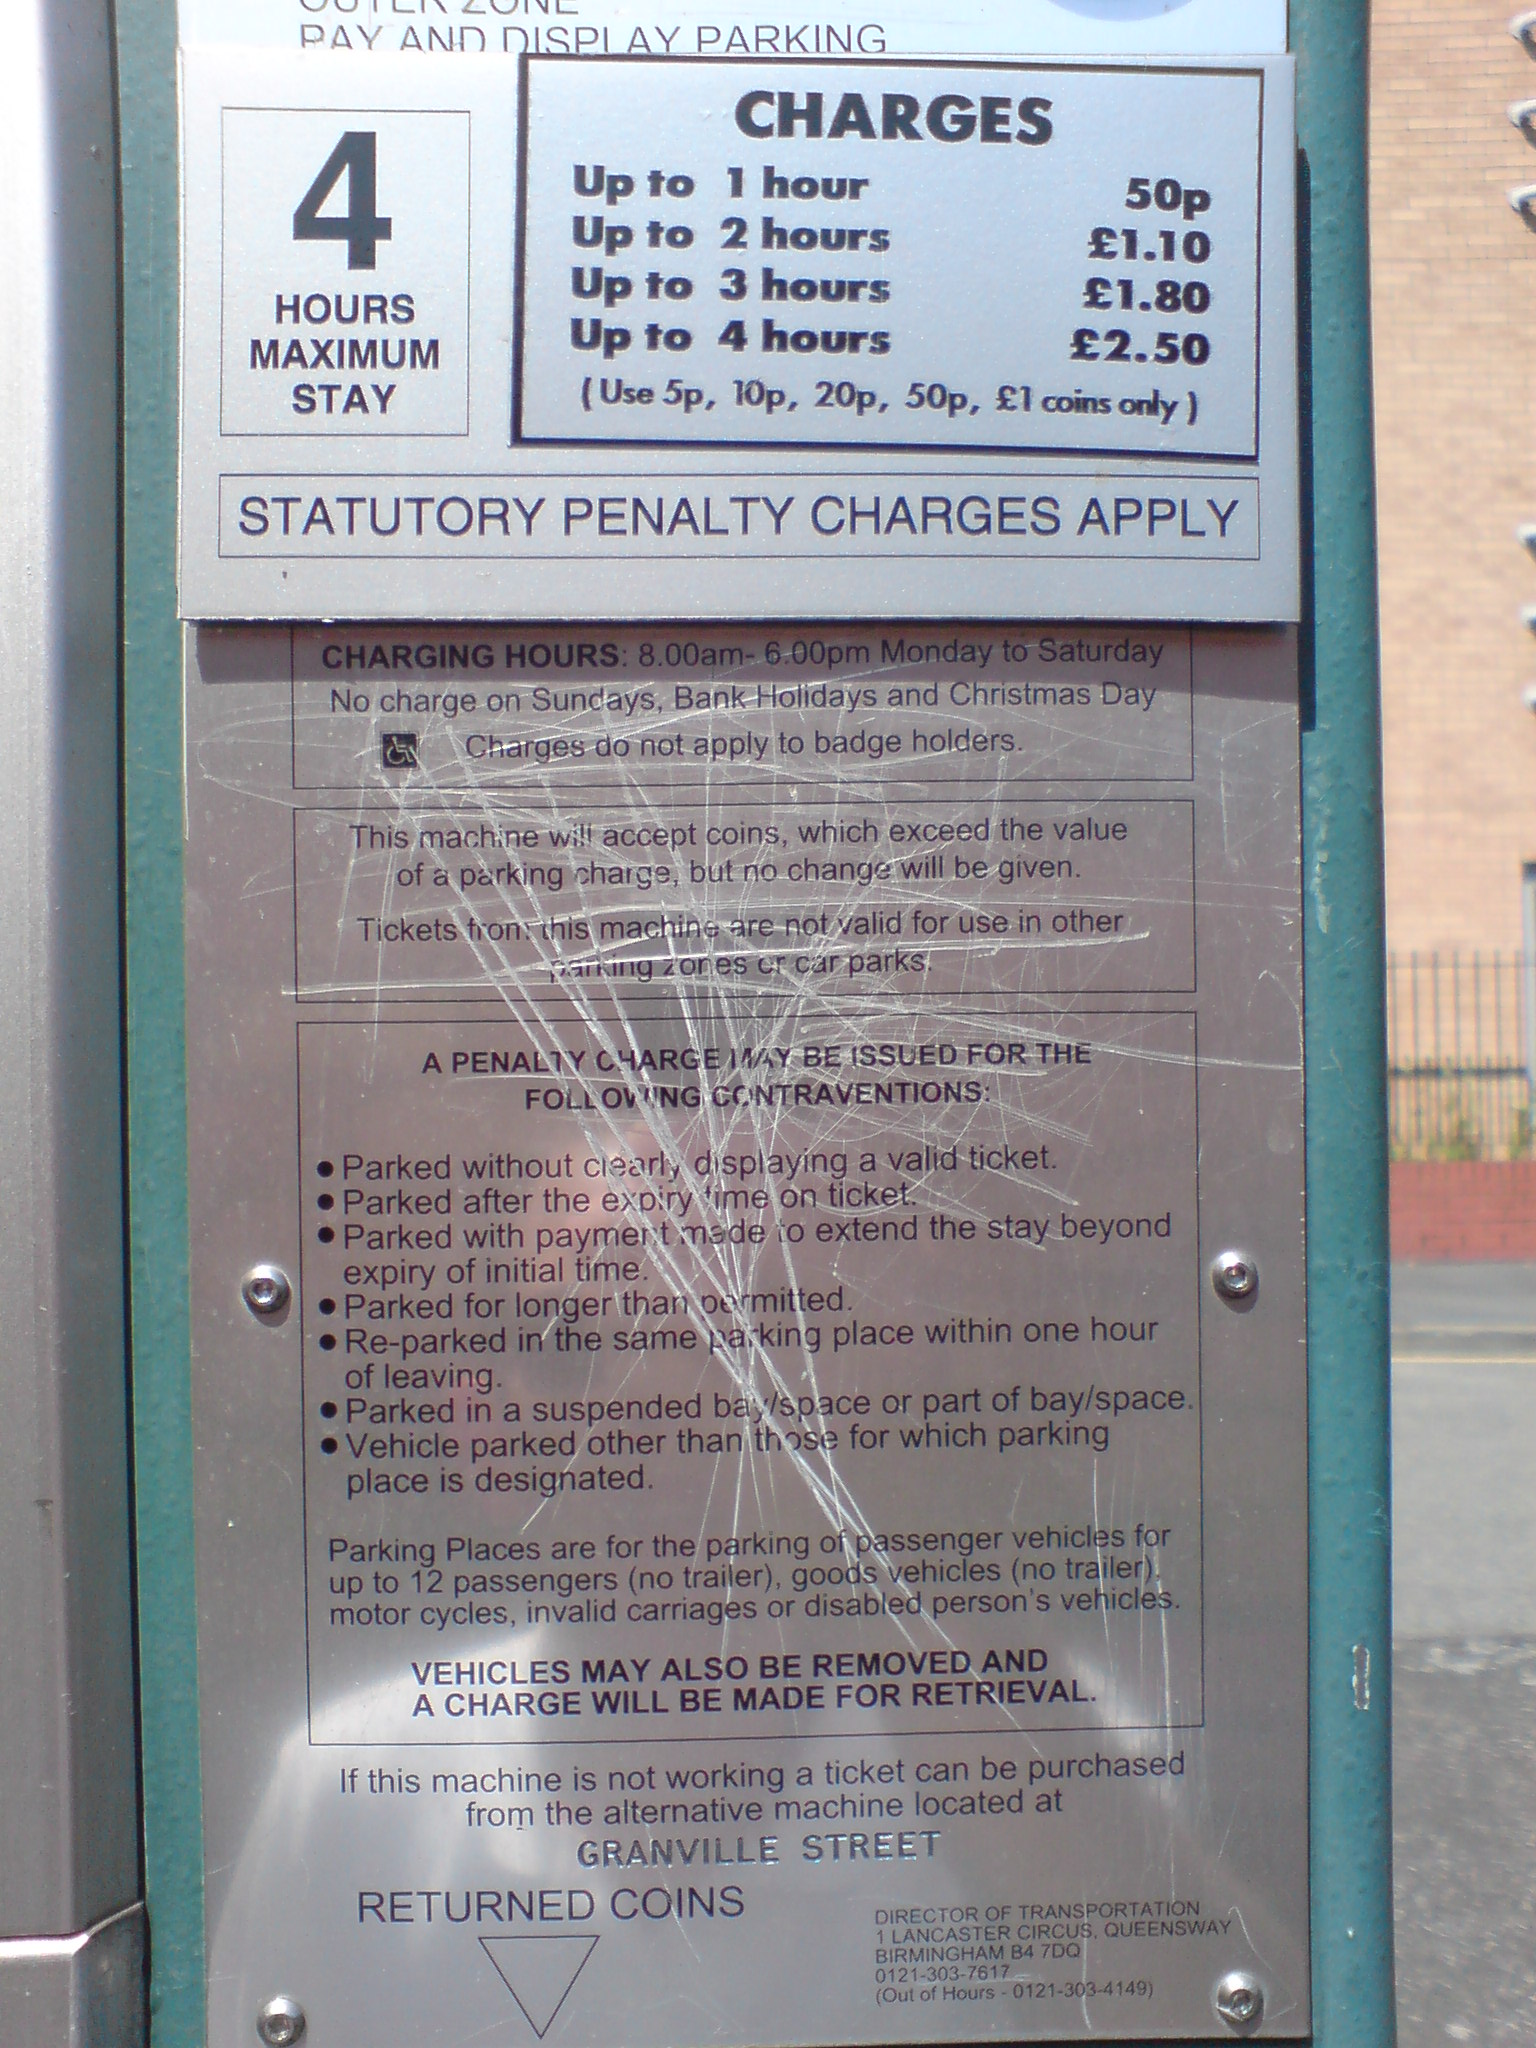 OUTER ZONE
PAY AND DISPLAY PARKING
4
HOURS
MAXIMUM
STAY
CHARGES
Up to 1 hour 50p
Up to 2 hours £1.10
Up to 3 hours £1.80
Up to 4 hours £2.50
( Use 5p, 10p, 20p, 50p, £1 coins only )
STATUTORY PENALTY CHARGES APPLY
CHARGING HOURS: 8.00am- 6.00pm Monday to Saturday
No charge on Sundays, Bank Holidays and Christmas Day
Charges do not apply to badge holders.
This machine will accept coins, which exceed the value
of a parking charge, but no change will be given.
Tickets from this machine are not valid for use in other
parking zones or car parks.
A PENALTY CHARGE MAY BE ISSUED FOR THE
FOLLOWING CONTRAVENTIONS:
● Parked without clearly displaying a valid ticket.
● Parked after the expiry time on ticket.
● Parked with payment made to extend the stay beyond
expiry of initial time.
● Parked for longer than permitted.
● Re-parked in the same parking place within one hour
of leaving.
● Parked in a suspended bay/space or part of bay/space.
● Vehicle parked other than those for which parking
place is designated.
Parking Places are for the parking of passenger vehicles for
up to 12 passengers (no trailer), goods vehicles (no trailer),
motor cycles, invalid carriages or disabled person's vehicles.
VEHICLES MAY ALSO BE REMOVED AND
A CHARGE WILL BE MADE FOR RETRIEVAL.
If this machine is not working a ticket can be purchased
from the alternative machine located at
GRANVILLE STREET
RETURNED COINS
DIRECTOR OF TRANSPORTATION
1 LANCASTER CIRCUS, QUEENSWAY
BIRMINGHAM B4 7DQ
0121-303-7617
(Out of Hours - 0121-303-4149)